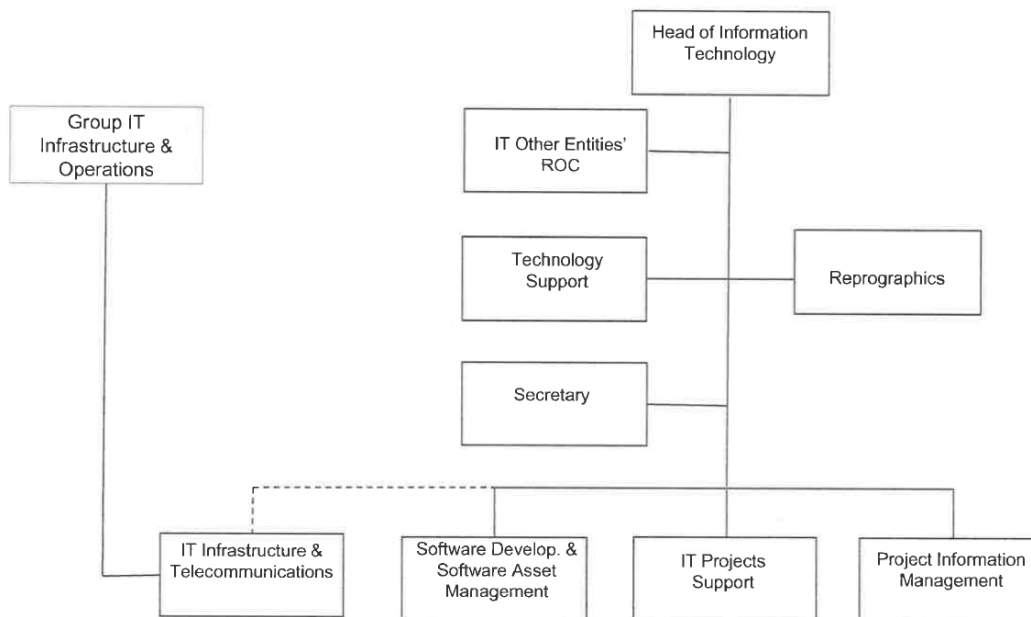 Head of Information
Technology
Group IT
Infrastructure &
Operations
IT Other Entities’
ROC
Technology
Support
Reprographics
Secretary
IT Infrastructure &
Telecommunications
Software Develop. &
Software Asset
Management
IT Projects
Support
Project Information
Management